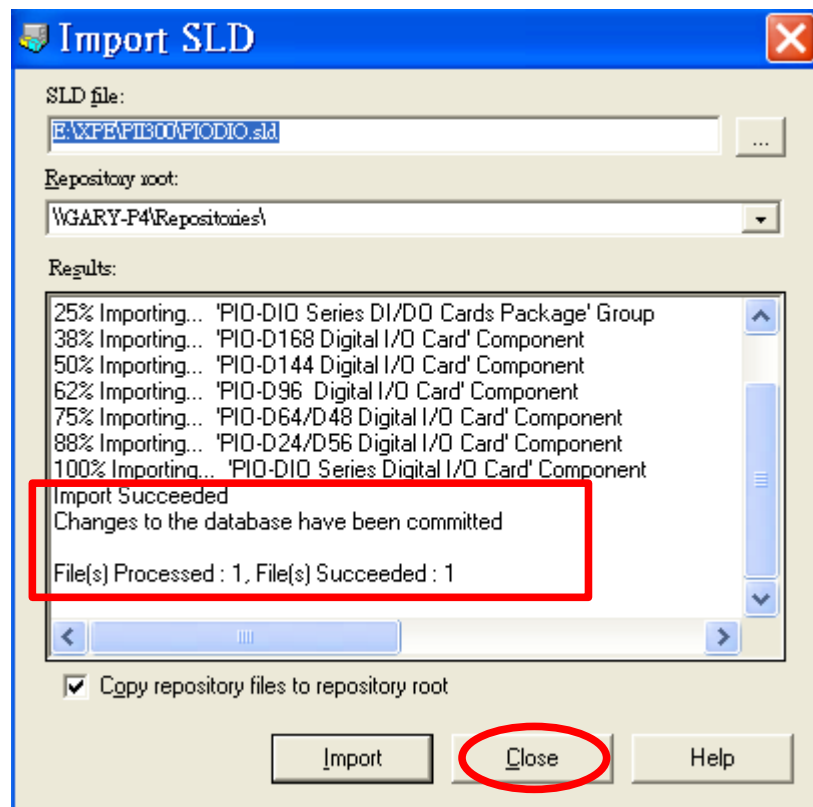 Import SLD
SLD file:
E:\XPE\PII300\PIODIO.sld
...
Repository root:
\\GARY-P4\Repositories\
Results:
25% Importing... 'PIO-DIO Series DI/DO Cards Package' Group
38% Importing... 'PIO-D168 Digital I/O Card' Component
50% Importing... 'PIO-D144 Digital I/O Card' Component
62% Importing... 'PIO-D96  Digital I/O Card' Component
75% Importing... 'PIO-D64/D48 Digital I/O Card' Component
88% Importing... 'PIO-D24/D56 Digital I/O Card' Component
100% Importing... 'PIO-DIO Series Digital I/O Card' Component
Import Succeeded
Changes to the database have been committed
File(s) Processed : 1, File(s) Succeeded : 1
Copy repository files to repository root
Import Close Help